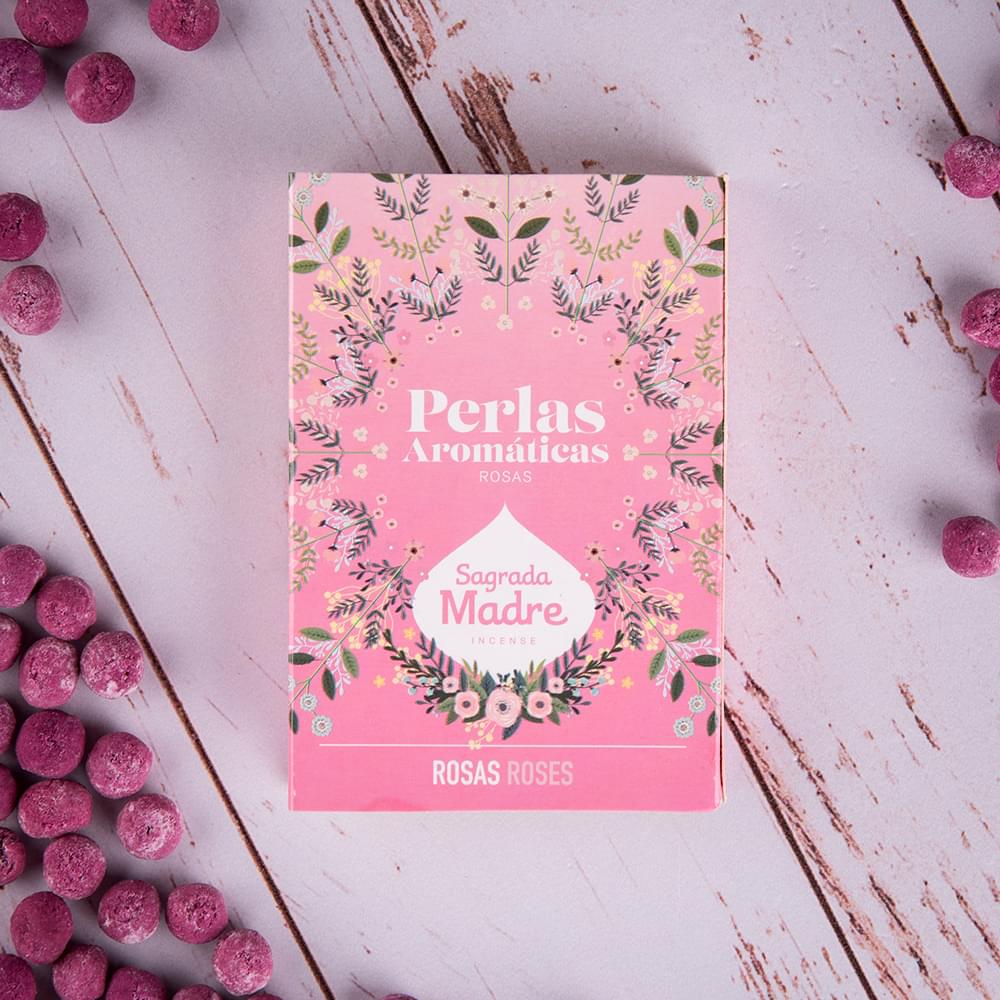 Perlas
Aromáticas
ROSAS
Sagrada
Madre
INCENSE
ROSAS ROSES